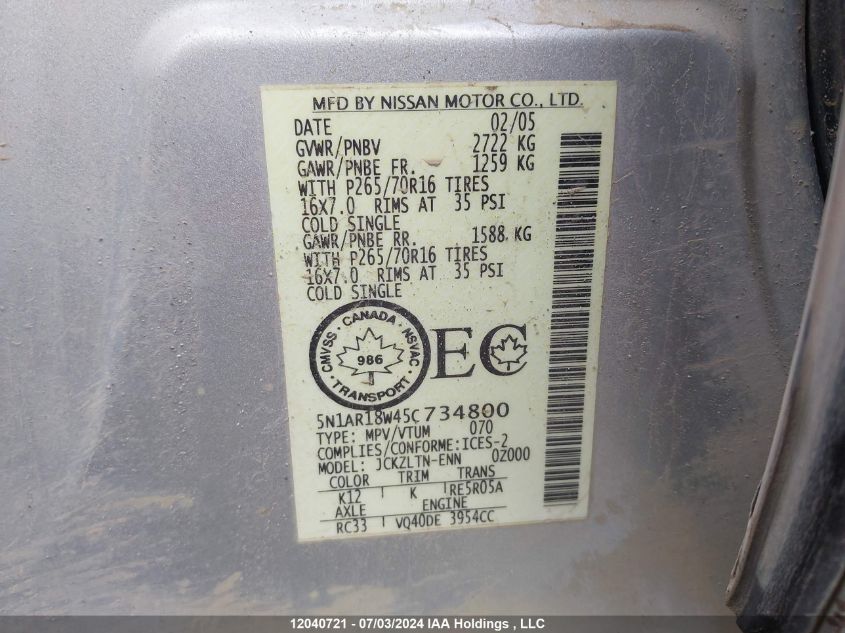 MFD BY NISSAN MOTOR CO., LTD.
DATE 02/05
GVWR/PNBV 2722 KG
GAWR/PNBE FR. 1259 KG
WITH P265/70R16 TIRES
16X7.0 RIMS AT 35 PSI
COLD SINGLE
GAWR/PNBE RR. 1588 KG
WITH P265/70R16 TIRES
16X7.0 RIMS AT 35 PSI
COLD SINGLE
CMVSS · CANADA · NSVAC · TRANSPORT ·
986
EC
5N1AR18W45C734800
TYPE: MPV/VTUM 070
COMPLIES/CONFORME:ICES-2
MODEL: JCKZLTN-ENN 0Z000
COLOR TRIM TRANS
K12 K RE5R05A
AXLE ENGINE
RC33 VQ40DE 3954CC
12040721 - 07/03/2024 IAA Holdings , LLC